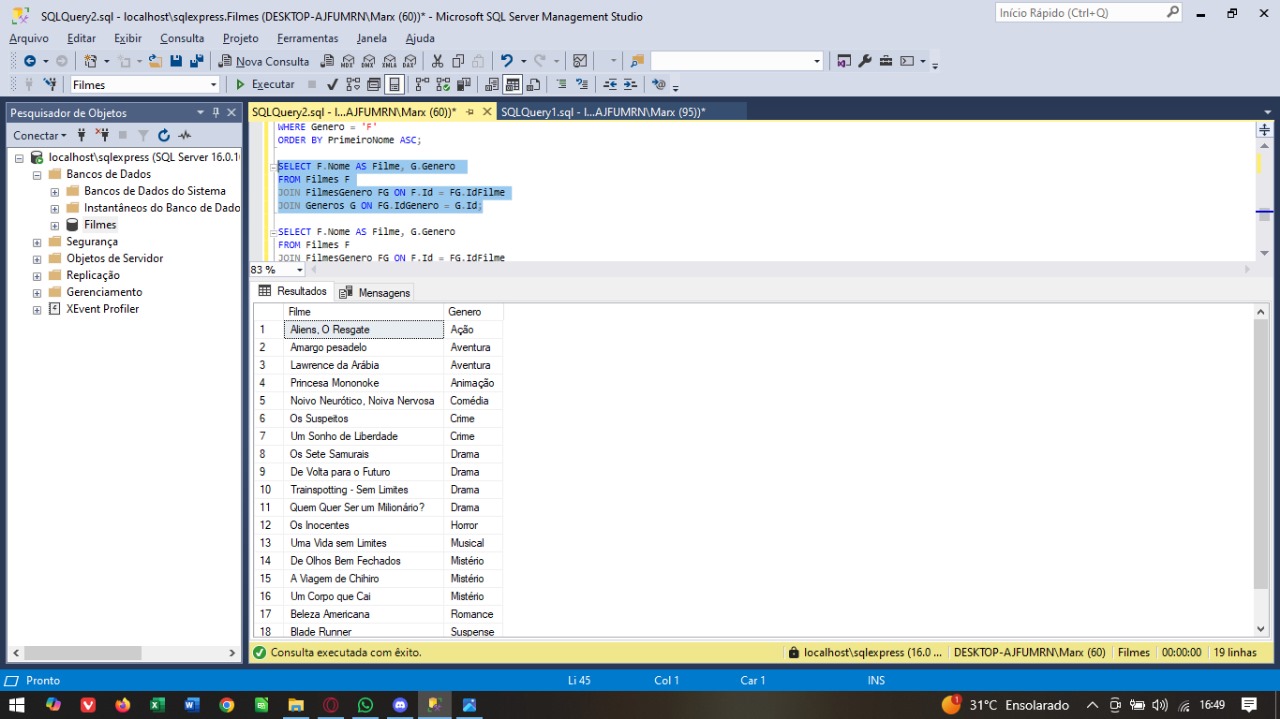 SQLQuery2.sql - localhost\sqlexpress.Filmes (DESKTOP-AJFUMRN\Marx (60))* - Microsoft SQL Server Management Studio
Início Rápido (Ctrl+Q)
Arquivo Editar Exibir Consulta Projeto Ferramentas Janela Ajuda
Nova Consulta
Filmes
Executar
Pesquisador de Objetos
SQLQuery2.sql - l...AJFUMRN\Marx (60))*
SQLQuery1.sql - l...AJFUMRN\Marx (95))*
Conectar
localhost\sqlexpress (SQL Server 16.0.1
Bancos de Dados
Bancos de Dados do Sistema
Instantâneos do Banco de Dado
Filmes
Segurança
Objetos de Servidor
Replicação
Gerenciamento
XEvent Profiler
WHERE Genero = 'F'
ORDER BY PrimeiroNome ASC;
SELECT F.Nome AS Filme, G.Genero
FROM Filmes F
JOIN FilmesGenero FG ON F.Id = FG.IdFilme
JOIN Generos G ON FG.IdGenero = G.Id;
SELECT F.Nome AS Filme, G.Genero
FROM Filmes F
JOIN FilmesGenero FG ON F.Id = FG.IdFilme
83 %
Resultados Mensagens
Filme Genero
1 Aliens, O Resgate Ação
2 Amargo pesadelo Aventura
3 Lawrence da Arábia Aventura
4 Princesa Mononoke Animação
5 Noivo Neurótico, Noiva Nervosa Comédia
6 Os Suspeitos Crime
7 Um Sonho de Liberdade Crime
8 Os Sete Samurais Drama
9 De Volta para o Futuro Drama
10 Trainspotting - Sem Limites Drama
11 Quem Quer Ser um Milionário? Drama
12 Os Inocentes Horror
13 Uma Vida sem Limites Musical
14 De Olhos Bem Fechados Mistério
15 A Viagem de Chihiro Mistério
16 Um Corpo que Cai Mistério
17 Beleza Americana Romance
18 Blade Runner Suspense
Consulta executada com êxito.
localhost\sqlexpress (16.0 ... DESKTOP-AJFUMRN\Marx (60) Filmes 00:00:00 19 linhas
Pronto Li 45 Col 1 Car 1 INS
1 31°C Ensolarado 16:49